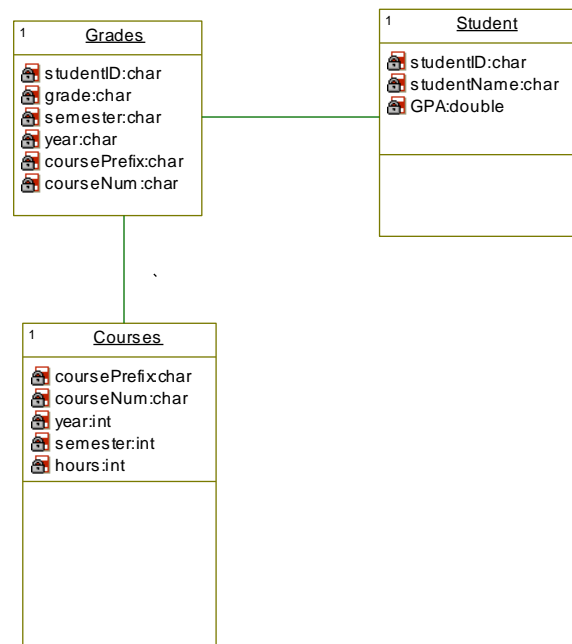 1 Grades
studentID:char
grade:char
semester:char
year:char
coursePrefix:char
courseNum:char
1 Student
studentID:char
studentName:char
GPA:double
`
1 Courses
coursePrefix:char
courseNum:char
year:int
semester:int
hours:int